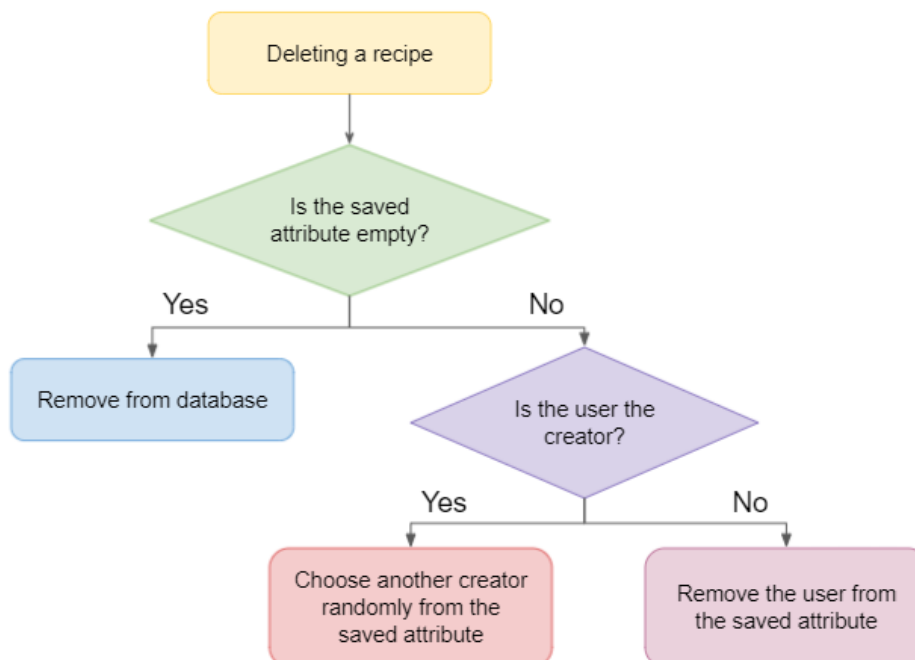 Deleting a recipe
Is the saved
attribute empty?
Yes
No
Remove from database
Is the user the
creator?
Yes
No
Choose another creator
randomly from the
saved attribute
Remove the user from
the saved attribute